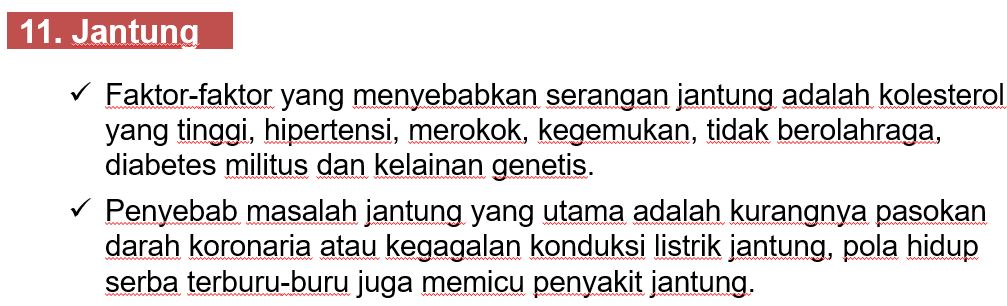 11. Jantung
✓ Faktor-faktor yang menyebabkan serangan jantung adalah kolesterol
yang tinggi, hipertensi, merokok, kegemukan, tidak berolahraga,
diabetes militus dan kelainan genetis.
✓ Penyebab masalah jantung yang utama adalah kurangnya pasokan
darah koronaria atau kegagalan konduksi listrik jantung, pola hidup
serba terburu-buru juga memicu penyakit jantung.